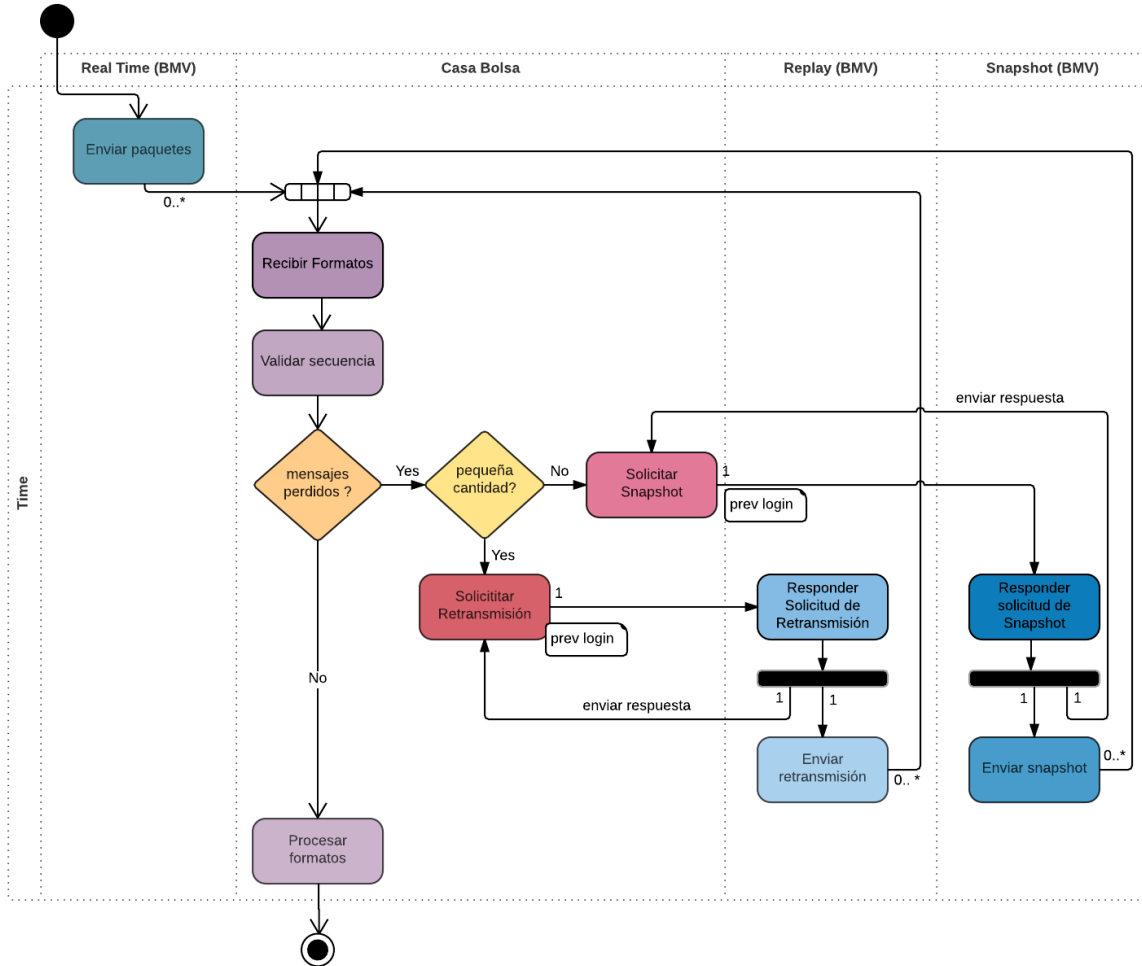 Real Time (BMV)
Casa Bolsa
Replay (BMV)
Snapshot (BMV)
Time
Enviar paquetes
0..*
Recibir Formatos
Validar secuencia
enviar respuesta
mensajes
perdidos ?
Yes
pequeña
cantidad?
No
Solicitar
Snapshot
1
prev login
Yes
Solicititar
Retransmisión
1
prev login
Responder
Solicitud de
Retransmisión
Responder
solicitud de
Snapshot
No
enviar respuesta
1
1
1
1
Enviar
retransmisión
0.. *
Enviar snapshot
0..*
Procesar
formatos